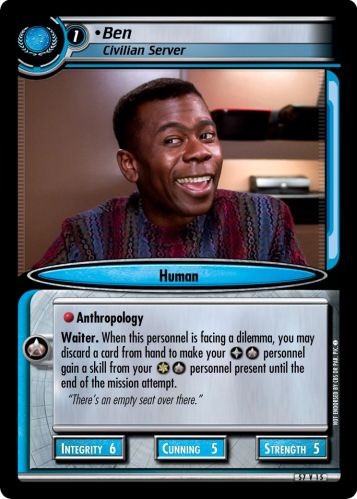 1
• Ben
Civilian Server
Human
Anthropology
Waiter. When this personnel is facing a dilemma, you may
discard a card from hand to make your personnel
gain a skill from your personnel present until the
end of the mission attempt.
"There's an empty seat over there."
INTEGRITY 6
CUNNING 5
STRENGTH 5
57 V 15